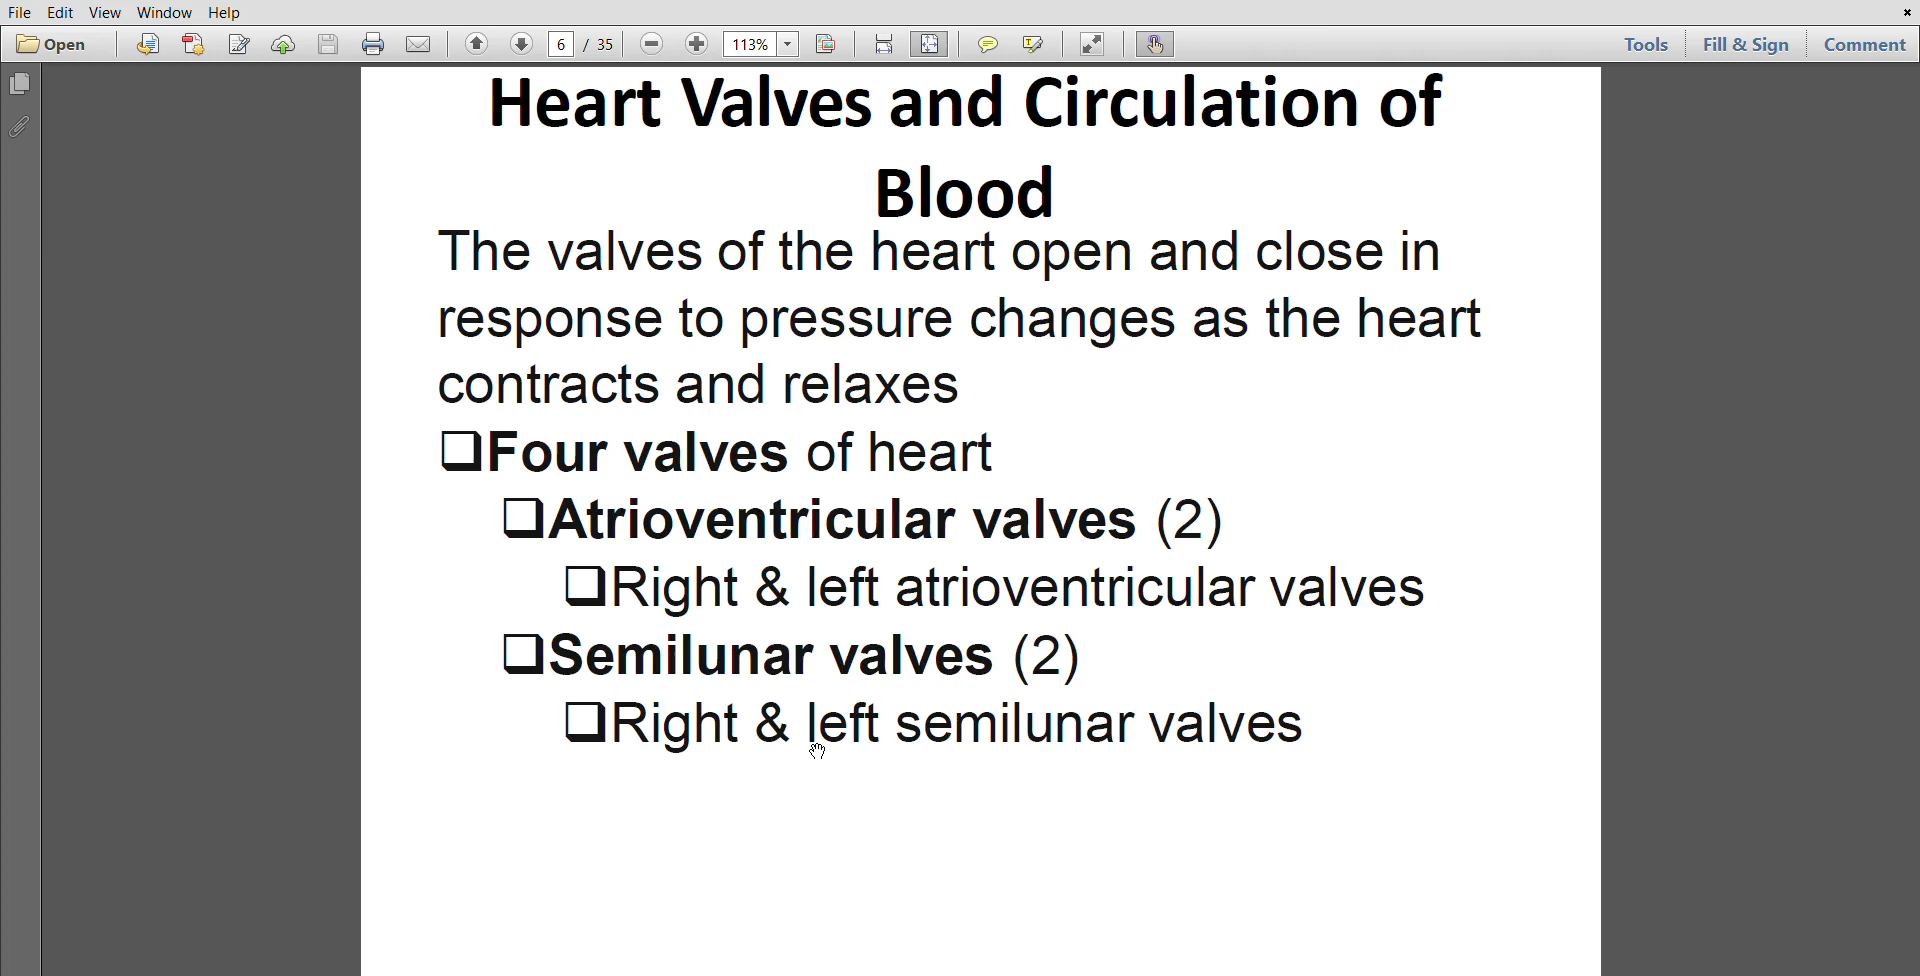 File Edit View Window Help
Open 6 / 35 113% Tools Fill & Sign Comment
Heart Valves and Circulation of
Blood
The valves of the heart open and close in
response to pressure changes as the heart
contracts and relaxes
❑Four valves of heart
❑Atrioventricular valves (2)
❑Right & left atrioventricular valves
❑Semilunar valves (2)
❑Right & left semilunar valves